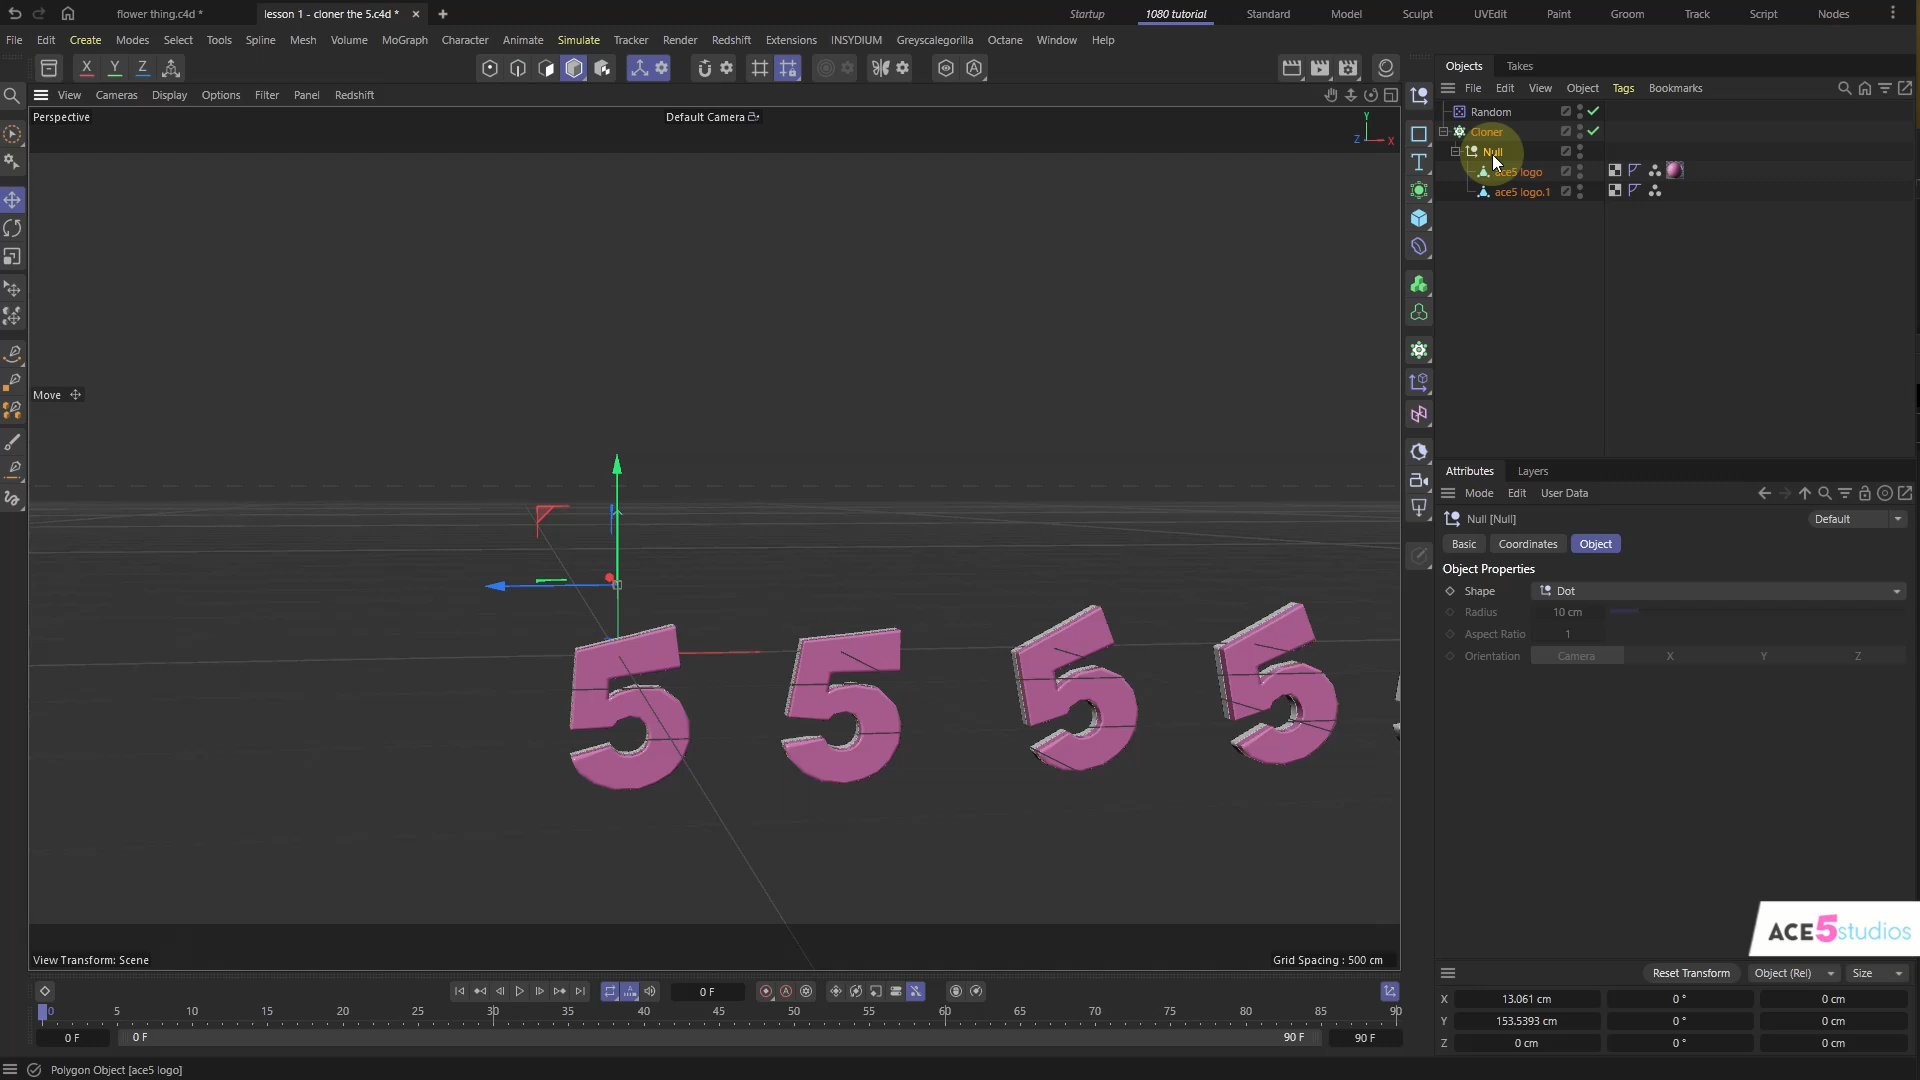 flower thing.c4d *
lesson 1 - cloner the 5.c4d *
Startup
1080 tutorial
Standard
Model
Sculpt
UVEdit
Paint
Groom
Track
Script
Nodes
File Edit Create Modes Select Tools Spline Mesh Volume MoGraph Character Animate Simulate Tracker Render Redshift Extensions INSYDIUM Greyscalegorilla Octane Window Help
X Y Z
Objects Takes
View Cameras Display Options Filter Panel Redshift
File Edit View Object Tags Bookmarks
Perspective
Default Camera
Y
Z X
Random
Cloner
Null
ace5 logo
ace5 logo.1
Move
Attributes Layers
Mode Edit User Data
Null [Null]
Default
Basic Coordinates Object
Object Properties
Shape Dot
Radius 10 cm
Aspect Ratio 1
Orientation Camera X Y Z
5 5 5 5
ACE5studios
View Transform: Scene
Grid Spacing : 500 cm
Reset Transform Object (Rel) Size
0 F
0 5 10 15 20 25 30 35 40 45 50 55 60 65 70 75 80 85 90
0 F 0 F 90 F 90 F
X 13.061 cm 0 ° 0 cm
Y 153.5393 cm 0 ° 0 cm
Z 0 cm 0 ° 0 cm
Polygon Object [ace5 logo]